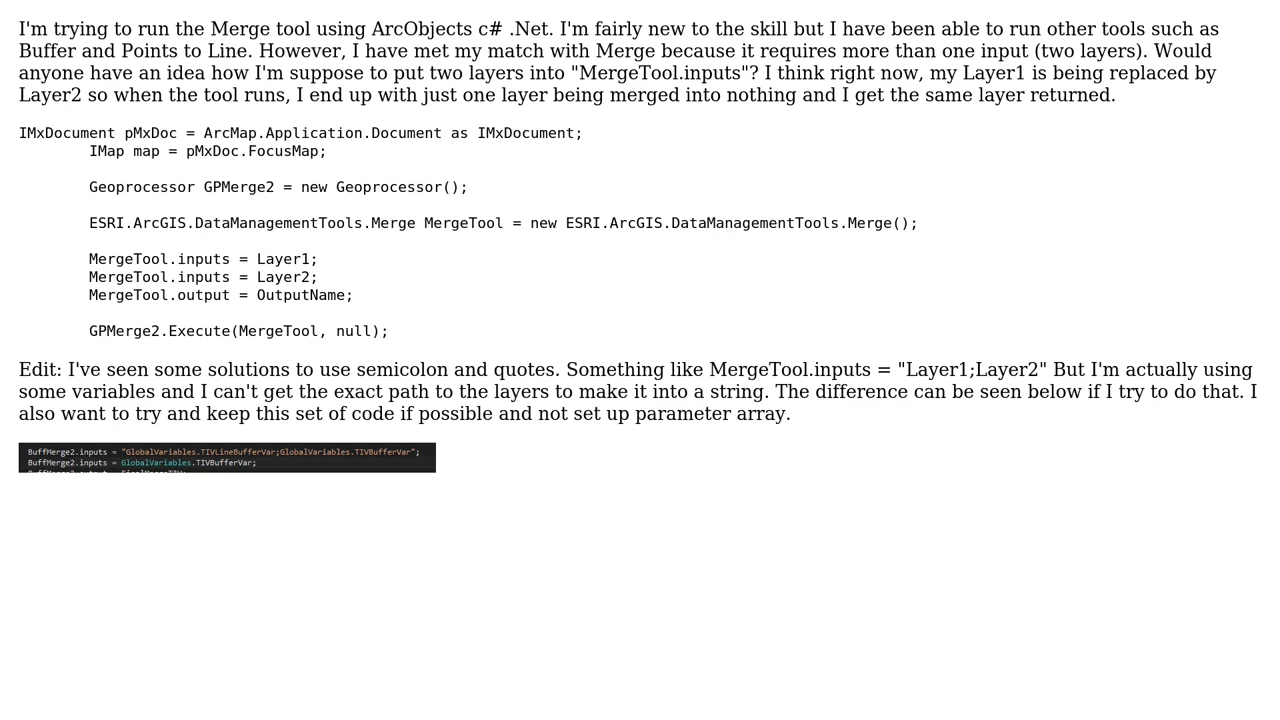 I'm trying to run the Merge tool using ArcObjects c# .Net. I'm fairly new to the skill but I have been able to run other tools such as
Buffer and Points to Line. However, I have met my match with Merge because it requires more than one input (two layers). Would
anyone have an idea how I'm suppose to put two layers into "MergeTool.inputs"? I think right now, my Layer1 is being replaced by
Layer2 so when the tool runs, I end up with just one layer being merged into nothing and I get the same layer returned.
IMxDocument pMxDoc = ArcMap.Application.Document as IMxDocument;
IMap map = pMxDoc.FocusMap;
Geoprocessor GPMerge2 = new Geoprocessor();
ESRI.ArcGIS.DataManagementTools.Merge MergeTool = new ESRI.ArcGIS.DataManagementTools.Merge();
MergeTool.inputs = Layer1;
MergeTool.inputs = Layer2;
MergeTool.output = OutputName;
GPMerge2.Execute(MergeTool, null);
Edit: I've seen some solutions to use semicolon and quotes. Something like MergeTool.inputs = "Layer1;Layer2" But I'm actually using
some variables and I can't get the exact path to the layers to make it into a string. The difference can be seen below if I try to do that. I
also want to try and keep this set of code if possible and not set up parameter array.
BuffMerge2.inputs = "GlobalVariables.TIVLineBufferVar;GlobalVariables.TIVBufferVar";
BuffMerge2.inputs = GlobalVariables.TIVBufferVar;